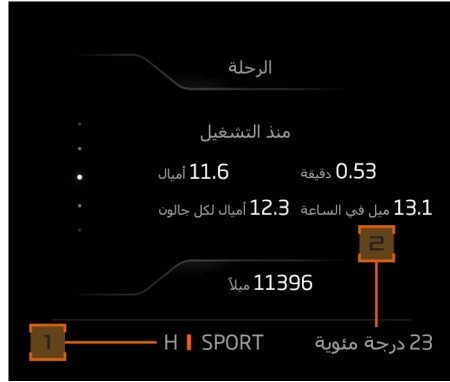 الرحلة
منذ التشغيل
0.53 دقيقة 11.6 أميال
13.1 ميل في الساعة 12.3 أميال لكل جالون
2
11396 ميلاً
23 درجة مئوية H SPORT 1